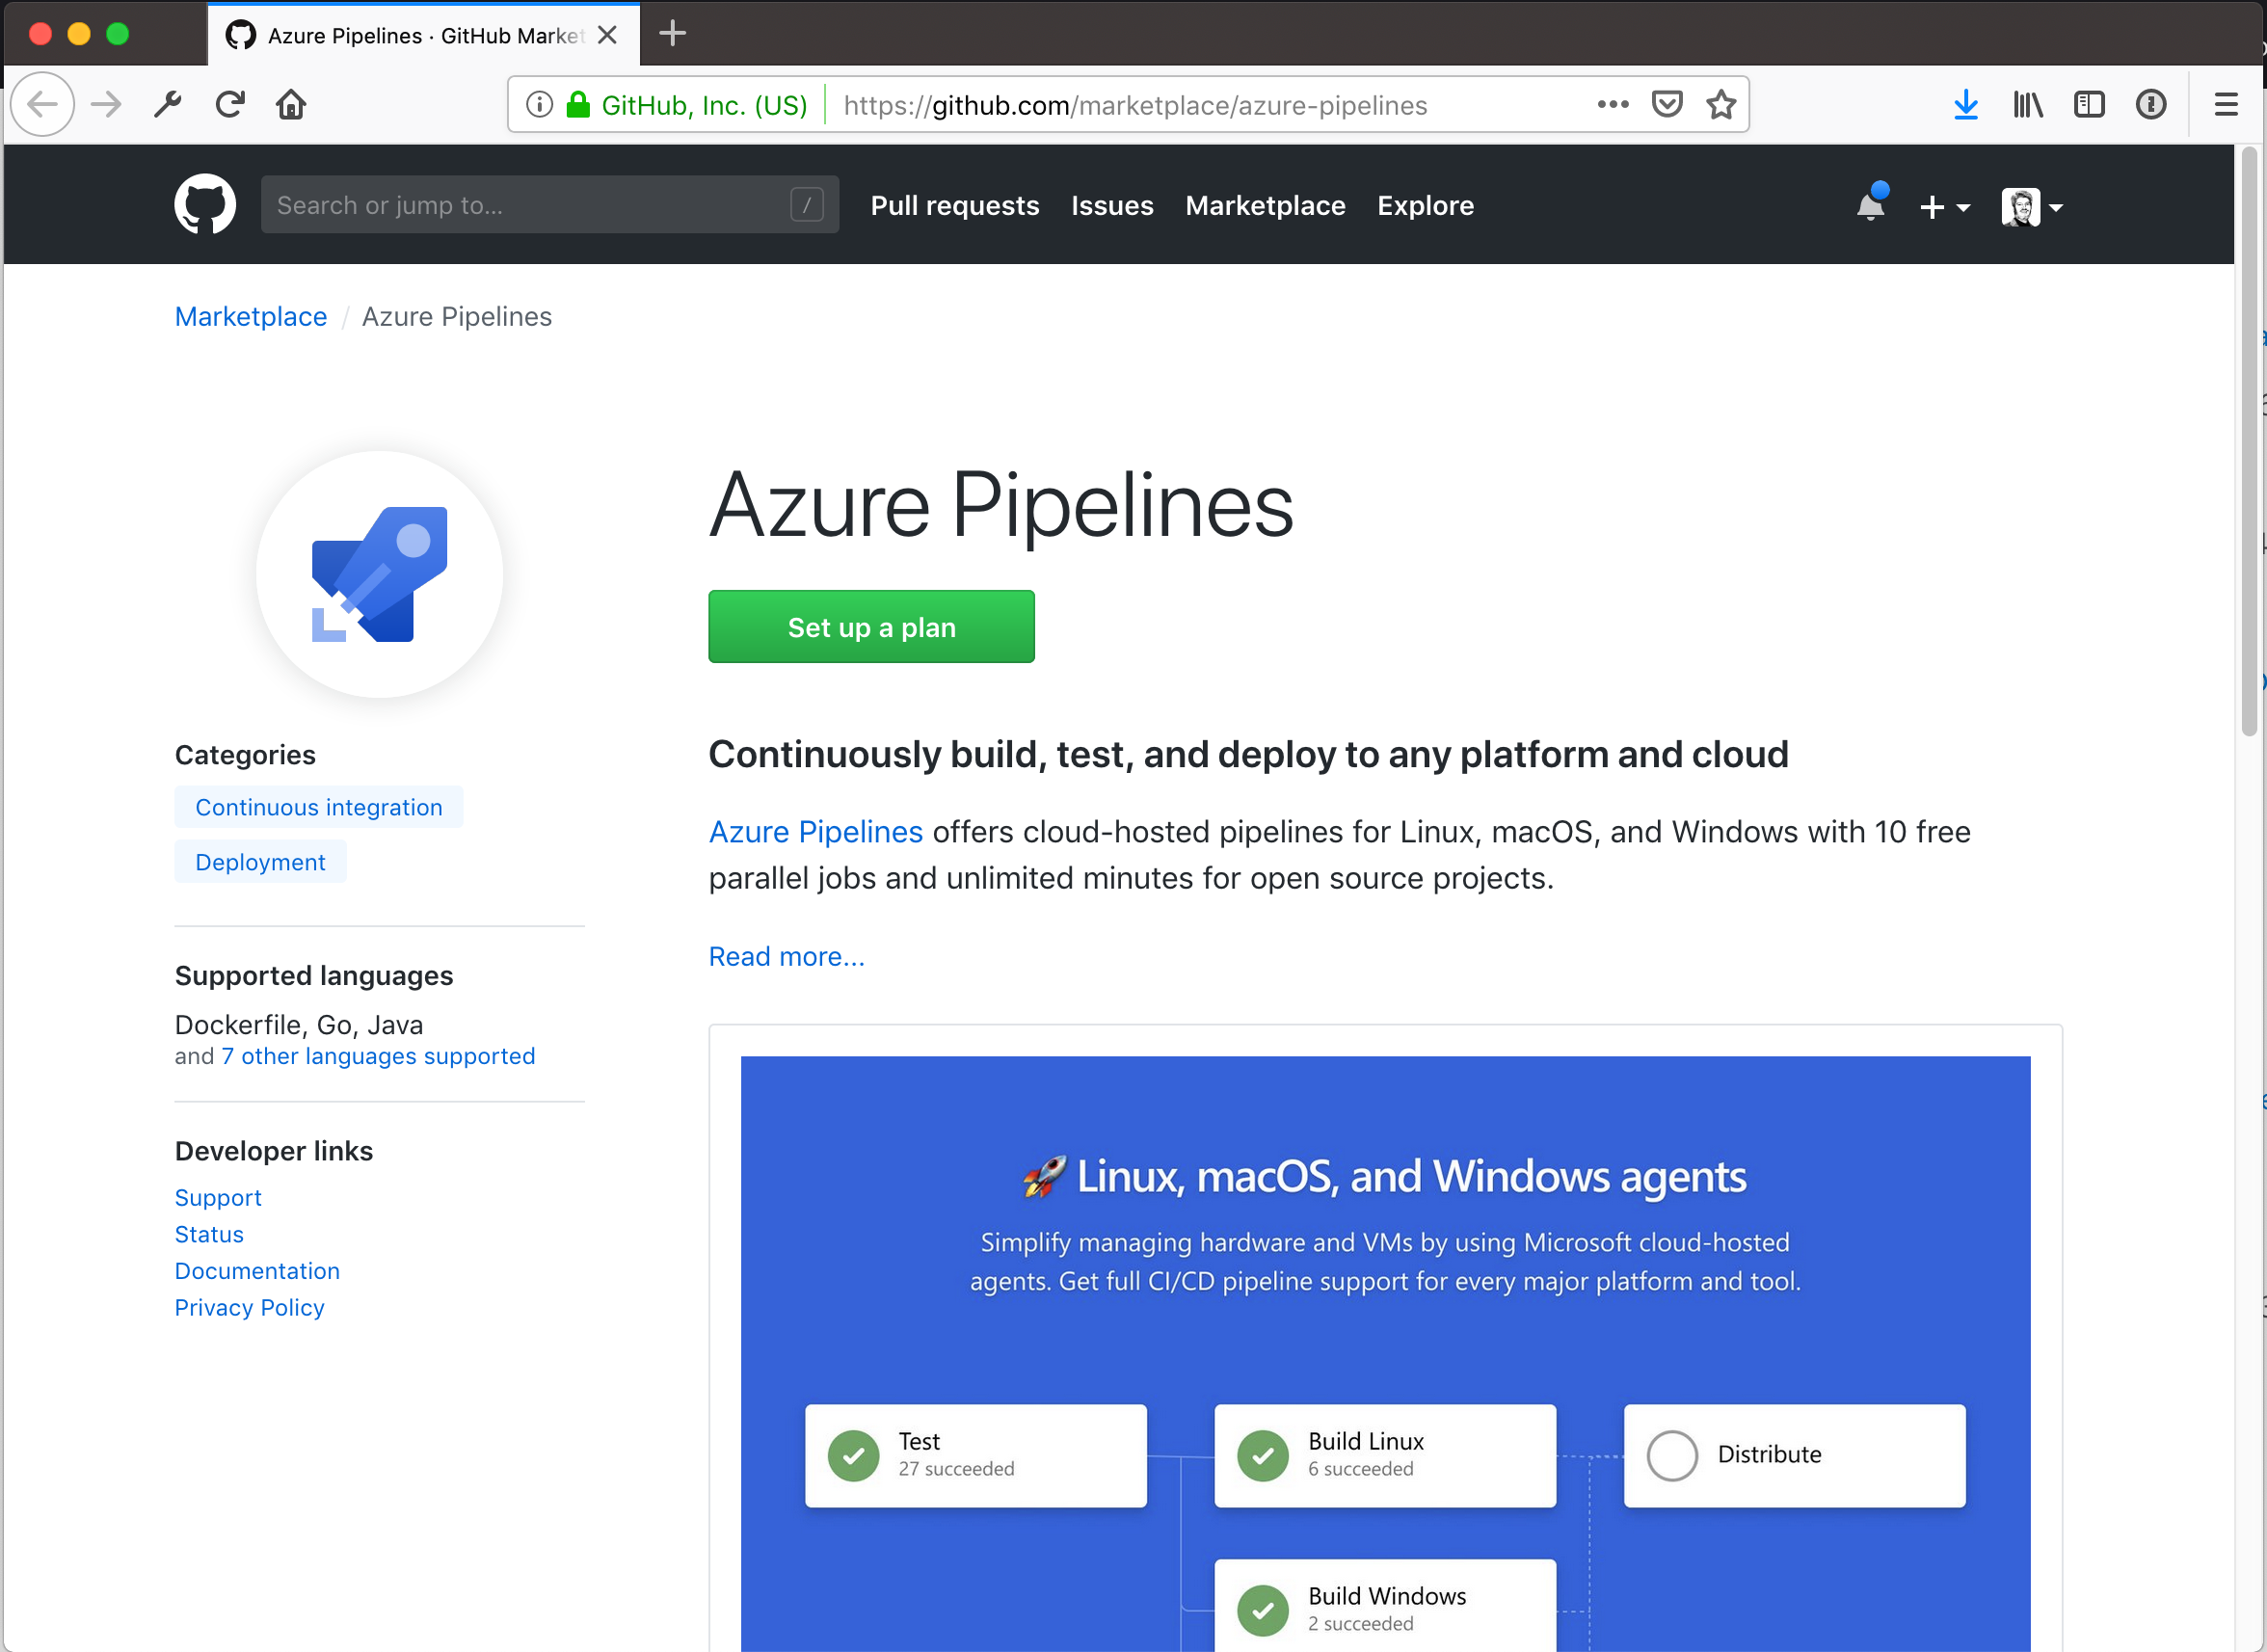 Azure Pipelines · GitHub Market
GitHub, Inc. (US)
https://github.com/marketplace/azure-pipelines
Search or jump to...
/
Pull requests
Issues
Marketplace
Explore
Marketplace / Azure Pipelines
Azure Pipelines
Set up a plan
Categories
Continuous integration
Deployment
Supported languages
Dockerfile, Go, Java
and 7 other languages supported
Developer links
Support
Status
Documentation
Privacy Policy
Continuously build, test, and deploy to any platform and cloud
Azure Pipelines offers cloud-hosted pipelines for Linux, macOS, and Windows with 10 free
parallel jobs and unlimited minutes for open source projects.
Read more...
🚀 Linux, macOS, and Windows agents
Simplify managing hardware and VMs by using Microsoft cloud-hosted
agents. Get full CI/CD pipeline support for every major platform and tool.
Test
27 succeeded
Build Linux
6 succeeded
Distribute
Build Windows
2 succeeded